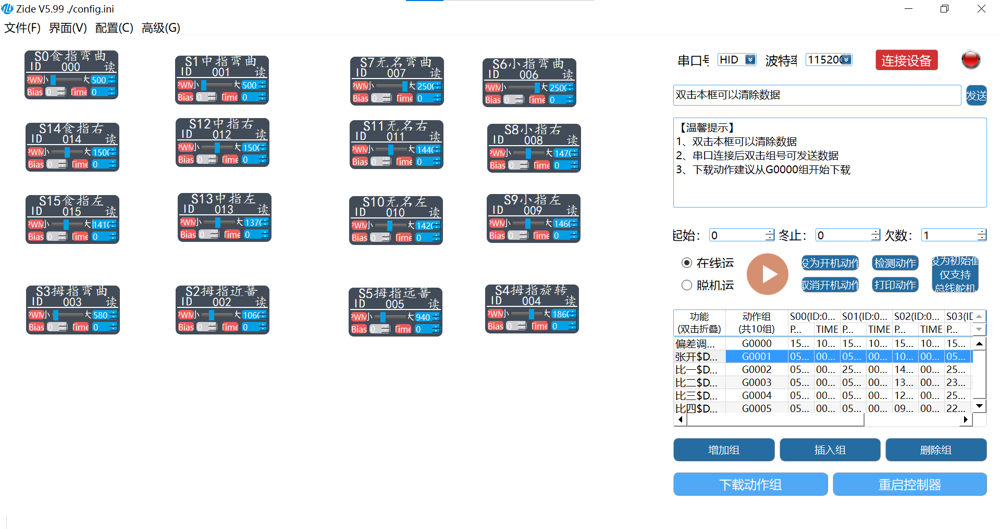 Zide V5.99 ./config.ini
文件(F) 界面(V) 配置(C) 高级(G)
S0食指弯曲
ID 000 读
PWM小 大 500
Bias 0 Time 0
S1中指弯曲
ID 001 读
PWM小 大 500
Bias 0 Time 0
S7无名弯曲
ID 007 读
PWM小 大 2500
Bias 0 Time 0
S6小指弯曲
ID 006 读
PWM小 大 2500
Bias 0 Time 0
S14食指右
ID 014 读
PWM小 大 1500
Bias 0 Time 0
S12中指右
ID 012 读
PWM小 大 1500
Bias 0 Time 0
S11无名右
ID 011 读
PWM小 大 1440
Bias 0 Time 0
S8小指右
ID 008 读
PWM小 大 1470
Bias 0 Time 0
S15食指左
ID 015 读
PWM小 大 1410
Bias 0 Time 0
S13中指左
ID 013 读
PWM小 大 1370
Bias 0 Time 0
S10无名左
ID 010 读
PWM小 大 1420
Bias 0 Time 0
S9小指左
ID 009 读
PWM小 大 1460
Bias 0 Time 0
S3拇指弯曲
ID 003 读
PWM小 大 580
Bias 0 Time 0
S2拇指近端
ID 002 读
PWM小 大 1060
Bias 0 Time 0
S5拇指远端
ID 005 读
PWM小 大 940
Bias 0 Time 0
S4拇指旋转
ID 004 读
PWM小 大 1860
Bias 0 Time 0
串口号 HID 波特率 115200 连接设备
双击本框可以清除数据 发送
【温馨提示】
1、双击本框可以清除数据
2、串口连接后双击组号可发送数据
3、下载动作建议从G0000组开始下载
起始： 0 终止： 0 次数： 1
在线运
脱机运
设为开机动作 检测动作
取消开机动作 打印动作
设为初始值
仅支持
总线舵机
功能 动作组 S00(ID:0... S01(ID:0... S02(ID:0... S03(ID
(双击折叠) (共10组) P... TIME P... TIME P... TIME P...
偏差调... G0000 15... 10... 15... 10... 15... 10... 15...
张开$D... G0001 05... 00... 05... 00... 10... 00... 05...
比一$D... G0002 05... 00... 25... 00... 14... 00... 25...
比二$D... G0003 05... 00... 05... 00... 13... 00... 23...
比三$D... G0004 05... 00... 05... 00... 12... 00... 25...
比四$D... G0005 05... 00... 05... 00... 09... 00... 22...
增加组 插入组 删除组
下载动作组 重启控制器